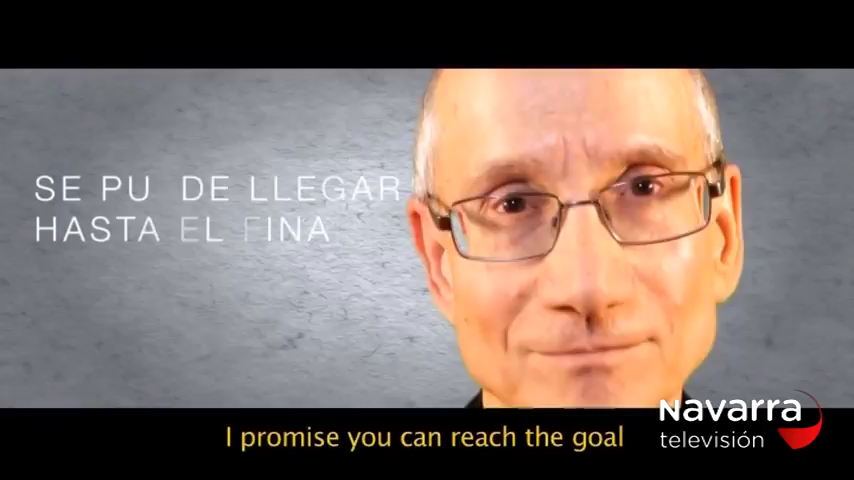 SE PU DE LLEGAR
HASTA EL FINA
I promise you can reach the goal
Navarra
televisión